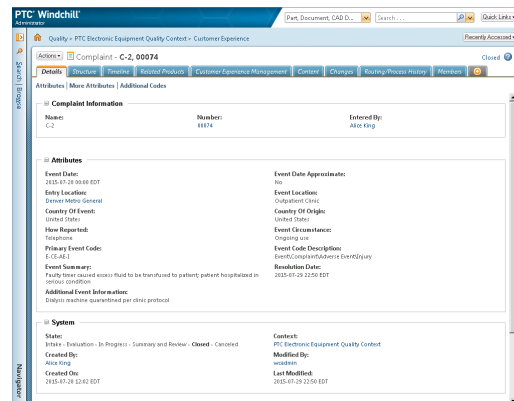 PTC Windchill
Administrator
Part, Document, CAD D...
Search . . .
Quick Links
Quality › PTC Electronic Equipment Quality Context › Customer Experience
Recently Accessed
Actions
Complaint - C-2, 00074
Closed
Details Structure Timeline Related Products Customer Experience Management Content Changes Routing/Process History Members
Search
Browse
Attributes | More Attributes | Additional Codes
Complaint Information
Name: Number: Entered By:
C-2 00074 Alice King
Attributes
Event Date: Event Date Approximate:
2015-07-20 00:00 EDT No
Entry Location: Event Location:
Denver Metro General Outpatient Clinic
Country Of Event: Country Of Origin:
United States United States
How Reported: Event Circumstance:
Telephone Ongoing use
Primary Event Code: Event Code Description:
E-CE-AE-I Event\Complaint\Adverse Event\Injury
Event Summary: Resolution Date:
Faulty timer caused excess fluid to be transfused to patient; patient hospitalized in 2015-07-29 22:50 EDT
serious condition
Additional Event Information:
Dialysis machine quarantined per clinic protocol
System
State: Context:
Intake - Evaluation - In Progress - Summary and Review - Closed - Canceled PTC Electronic Equipment Quality Context
Created By: Modified By:
Alice King wcadmin
Created On: Last Modified:
2015-07-20 12:02 EDT 2015-07-29 22:50 EDT
Navigator